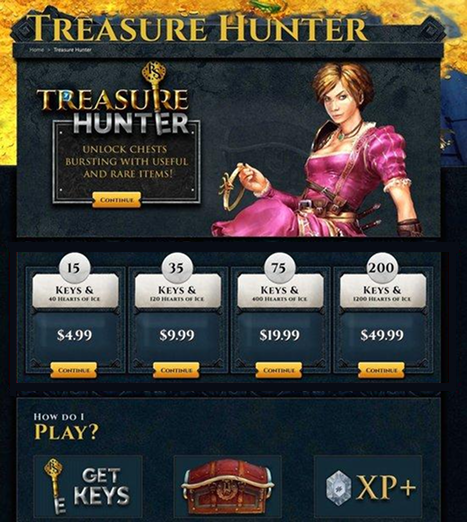 TREASURE HUNTER
Home > Treasure Hunter
TREASURE
HUNTER
UNLOCK CHESTS
BURSTING WITH USEFUL
AND RARE ITEMS!
CONTINUE
15
KEYS &
40 HEARTS OF ICE
$4.99
CONTINUE
35
KEYS &
120 HEARTS OF ICE
$9.99
CONTINUE
75
KEYS &
400 HEARTS OF ICE
$19.99
CONTINUE
200
KEYS &
1200 HEARTS OF ICE
$49.99
CONTINUE
HOW DO I
PLAY?
GET
KEYS
XP+